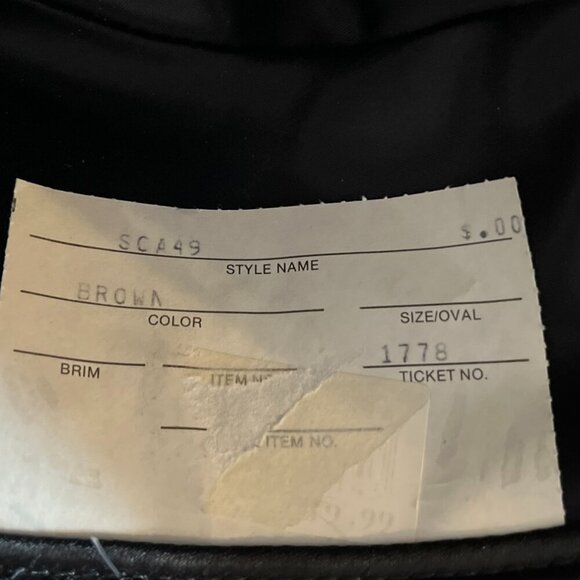 SCA49 $.00
STYLE NAME
BROWN
COLOR SIZE/OVAL
1778
BRIM ITEM TICKET NO.
ITEM NO.